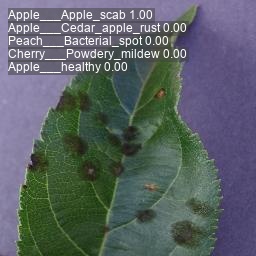 Apple___Apple_scab 1.00
Apple___Cedar_apple_rust 0.00
Peach___Bacterial_spot 0.00
Cherry___Powdery_mildew 0.00
Apple___healthy 0.00